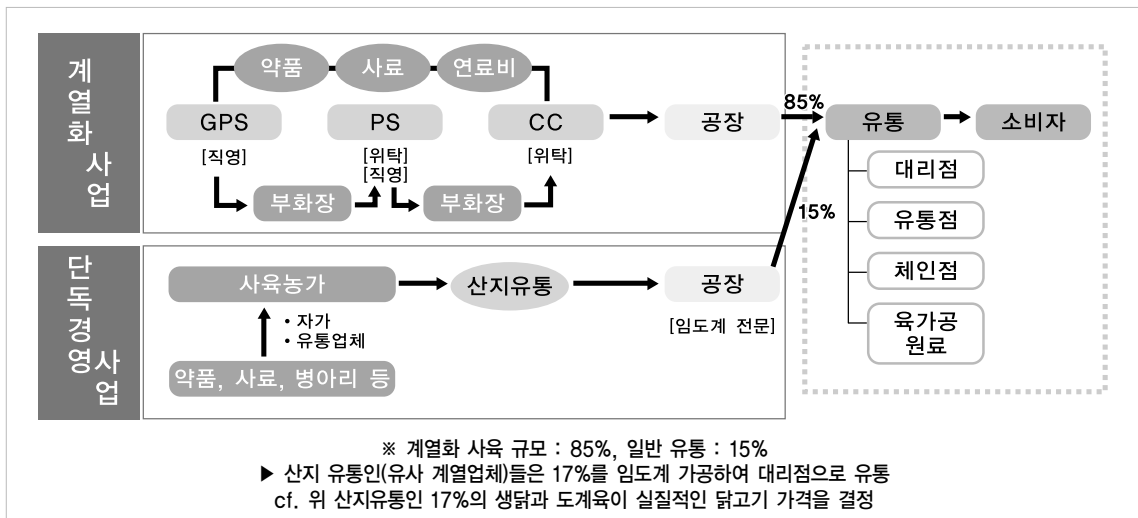 계열화 사업
약품
사료
연료비
GPS
PS
CC
공장
85%
유통
소비자
[직영]
[위탁]
[직영]
[위탁]
부화장
부화장
대리점
유통점
체인점
육가공
원료
15%
단독경영 사업
사육농가
산지유통
공장
[임도계 전문]
• 자가
• 유통업체
약품, 사료, 병아리 등
※ 계열화 사육 규모 : 85%, 일반 유통 : 15%
▶ 산지 유통인(유사 계열업체)들은 17%를 임도계 가공하여 대리점으로 유통
cf. 위 산지유통인 17%의 생닭과 도계육이 실질적인 닭고기 가격을 결정